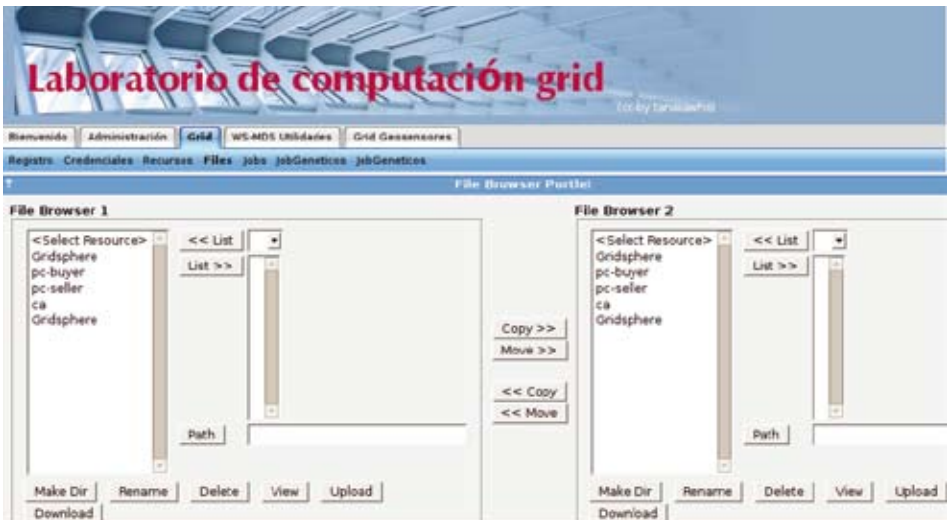 Laboratorio de computación grid
Bienvenido Administración Grid WS-MDS Utilidades Grid Geosensores
Registro Credenciales Recursos Files Jobs JobGeneticos JobGeneticos
? File Browser Portlet
File Browser 1
<Select Resource>
Gridsphere
pc-buyer
pc-seller
ca
Gridsphere
<< List
List >>
Path
Make Dir Rename Delete View Upload
Download
Copy >>
Move >>
<< Copy
<< Move
File Browser 2
<Select Resource>
Gridsphere
pc-buyer
pc-seller
ca
Gridsphere
<< List
List >>
Path
Make Dir Rename Delete View Upload
Download